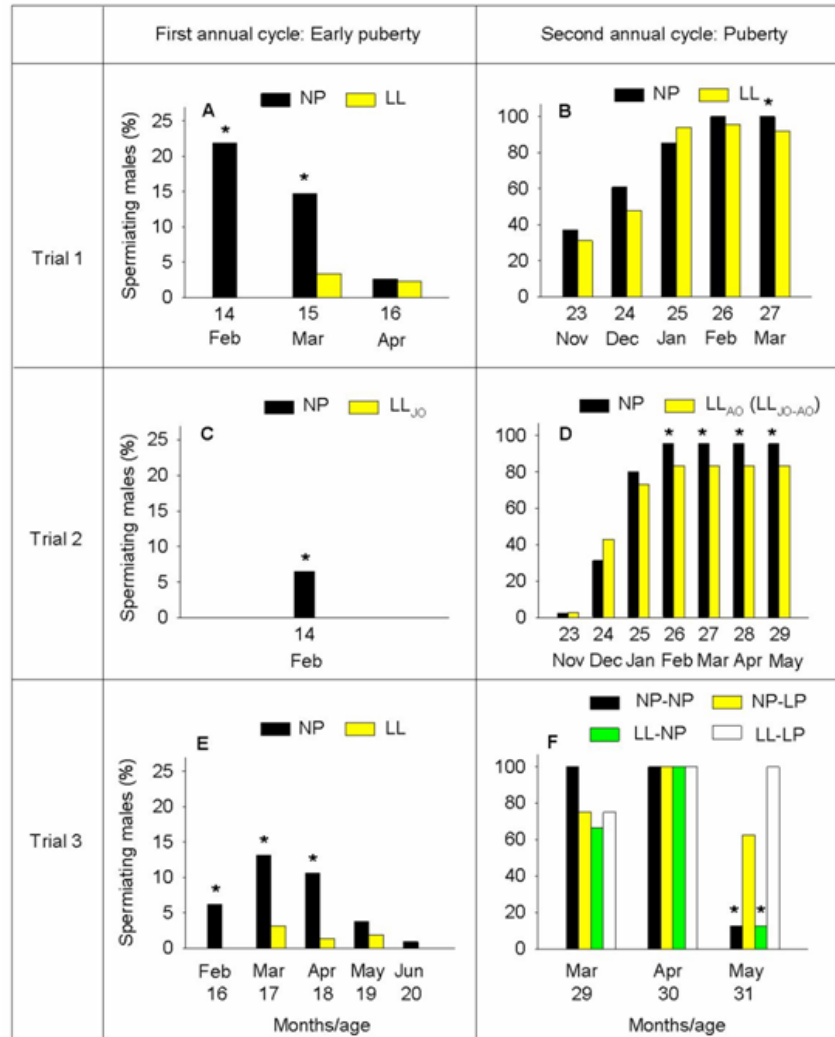 First annual cycle: Early puberty
Second annual cycle: Puberty
Trial 1
A
NP LL
Spermiating males (%)
25
20
15
10
5
0
* *
14 15 16
Feb Mar Apr
B
NP LL
100
80
60
40
20
0
*
23 24 25 26 27
Nov Dec Jan Feb Mar
Trial 2
C
NP LL_JO
Spermiating males (%)
25
20
15
10
5
0
*
14
Feb
D
NP LL_AO (LL_JO-AO)
100
80
60
40
20
0
* * * *
23 24 25 26 27 28 29
Nov Dec Jan Feb Mar Apr May
Trial 3
E
NP LL
Spermiating males (%)
25
20
15
10
5
0
* * *
Feb Mar Apr May Jun
16 17 18 19 20
Months/age
F
NP-NP NP-LP
LL-NP LL-LP
100
80
60
40
20
0
* *
Mar Apr May
29 30 31
Months/age